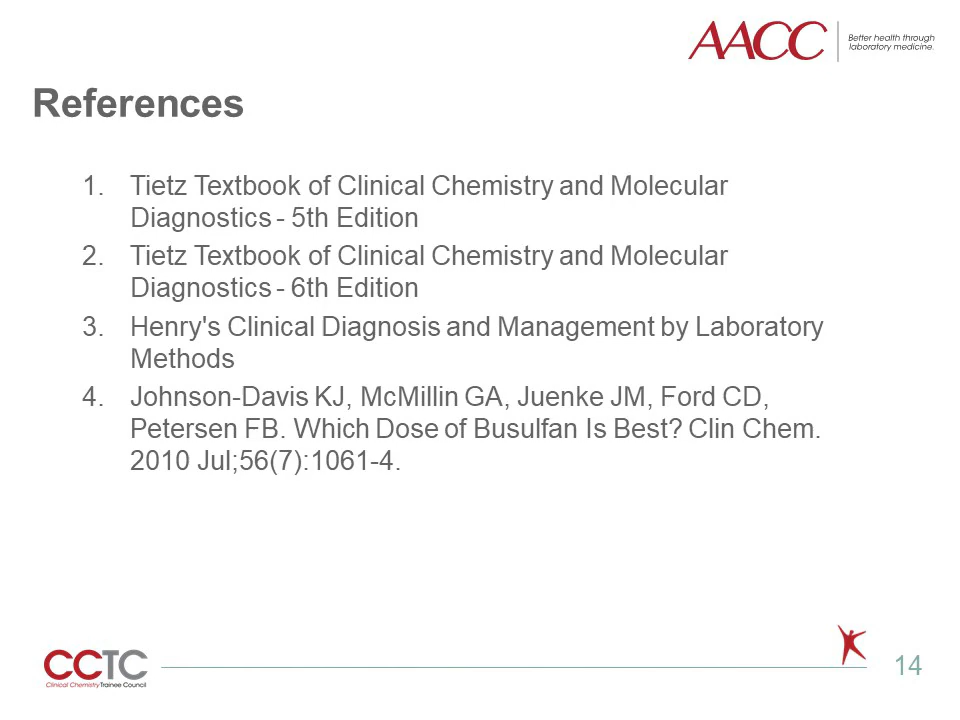 AACC
Better health through
laboratory medicine.
References
1. Tietz Textbook of Clinical Chemistry and Molecular
Diagnostics - 5th Edition
2. Tietz Textbook of Clinical Chemistry and Molecular
Diagnostics - 6th Edition
3. Henry's Clinical Diagnosis and Management by Laboratory
Methods
4. Johnson-Davis KJ, McMillin GA, Juenke JM, Ford CD,
Petersen FB. Which Dose of Busulfan Is Best? Clin Chem.
2010 Jul;56(7):1061-4.
CCTC
Clinical Chemistry Trainee Council
14